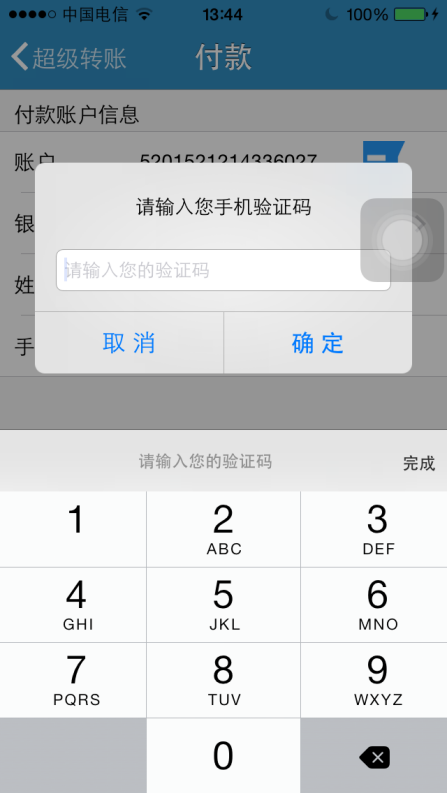 中国电信 13:44 100%
超级转账 付款
付款账户信息
账户
请输入您手机验证码
银
请输入您的验证码
姓
取消 确定
手
请输入您的验证码 完成
1 2 3
ABC DEF
4 5 6
GHI JKL MNO
7 8 9
PQRS TUV WXYZ
0